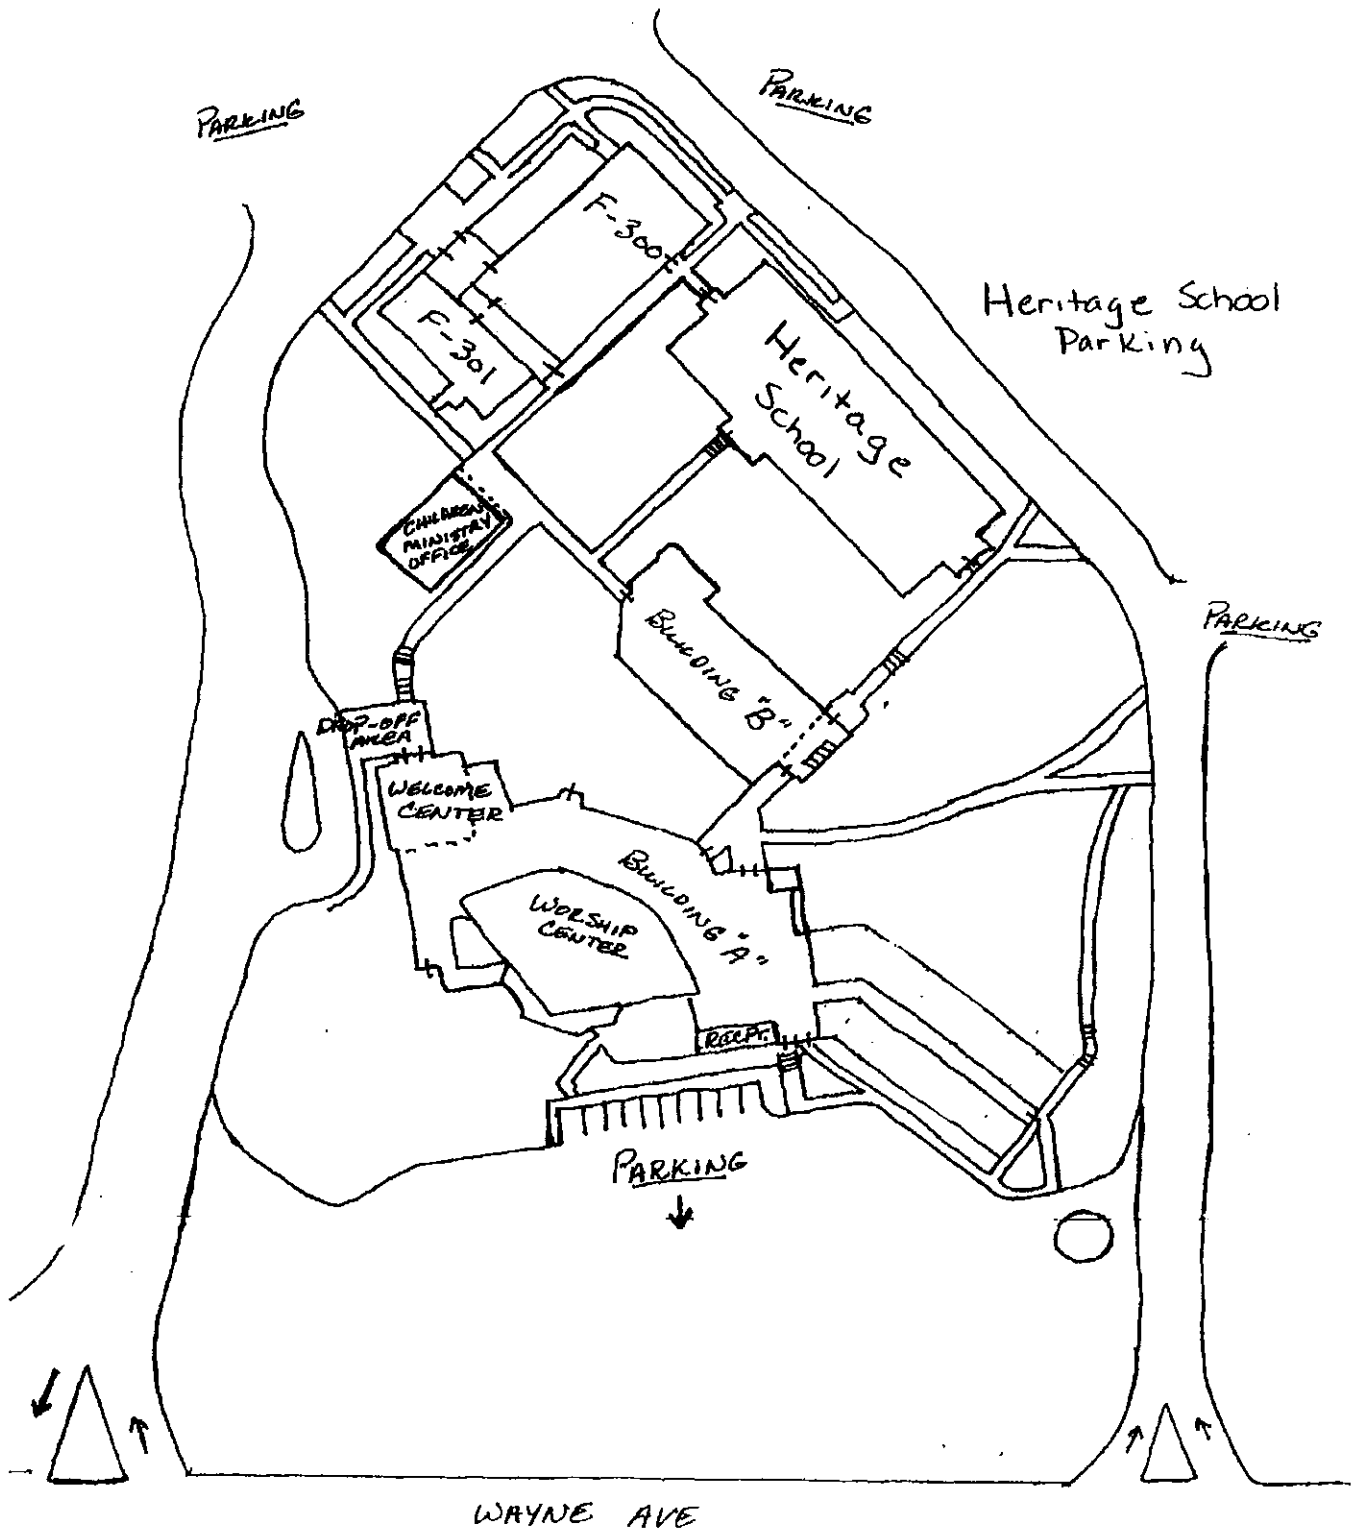 PARKING
PARKING
F-300
Heritage School
Parking
F-301
Heritage
School
CHILDREN
MINISTRY
OFFICE
PARKING
BUILDING "B"
DROP-OFF
AREA
WELCOME
CENTER
BUILDING "A"
WORSHIP
CENTER
RECPT.
PARKING
WAYNE AVE